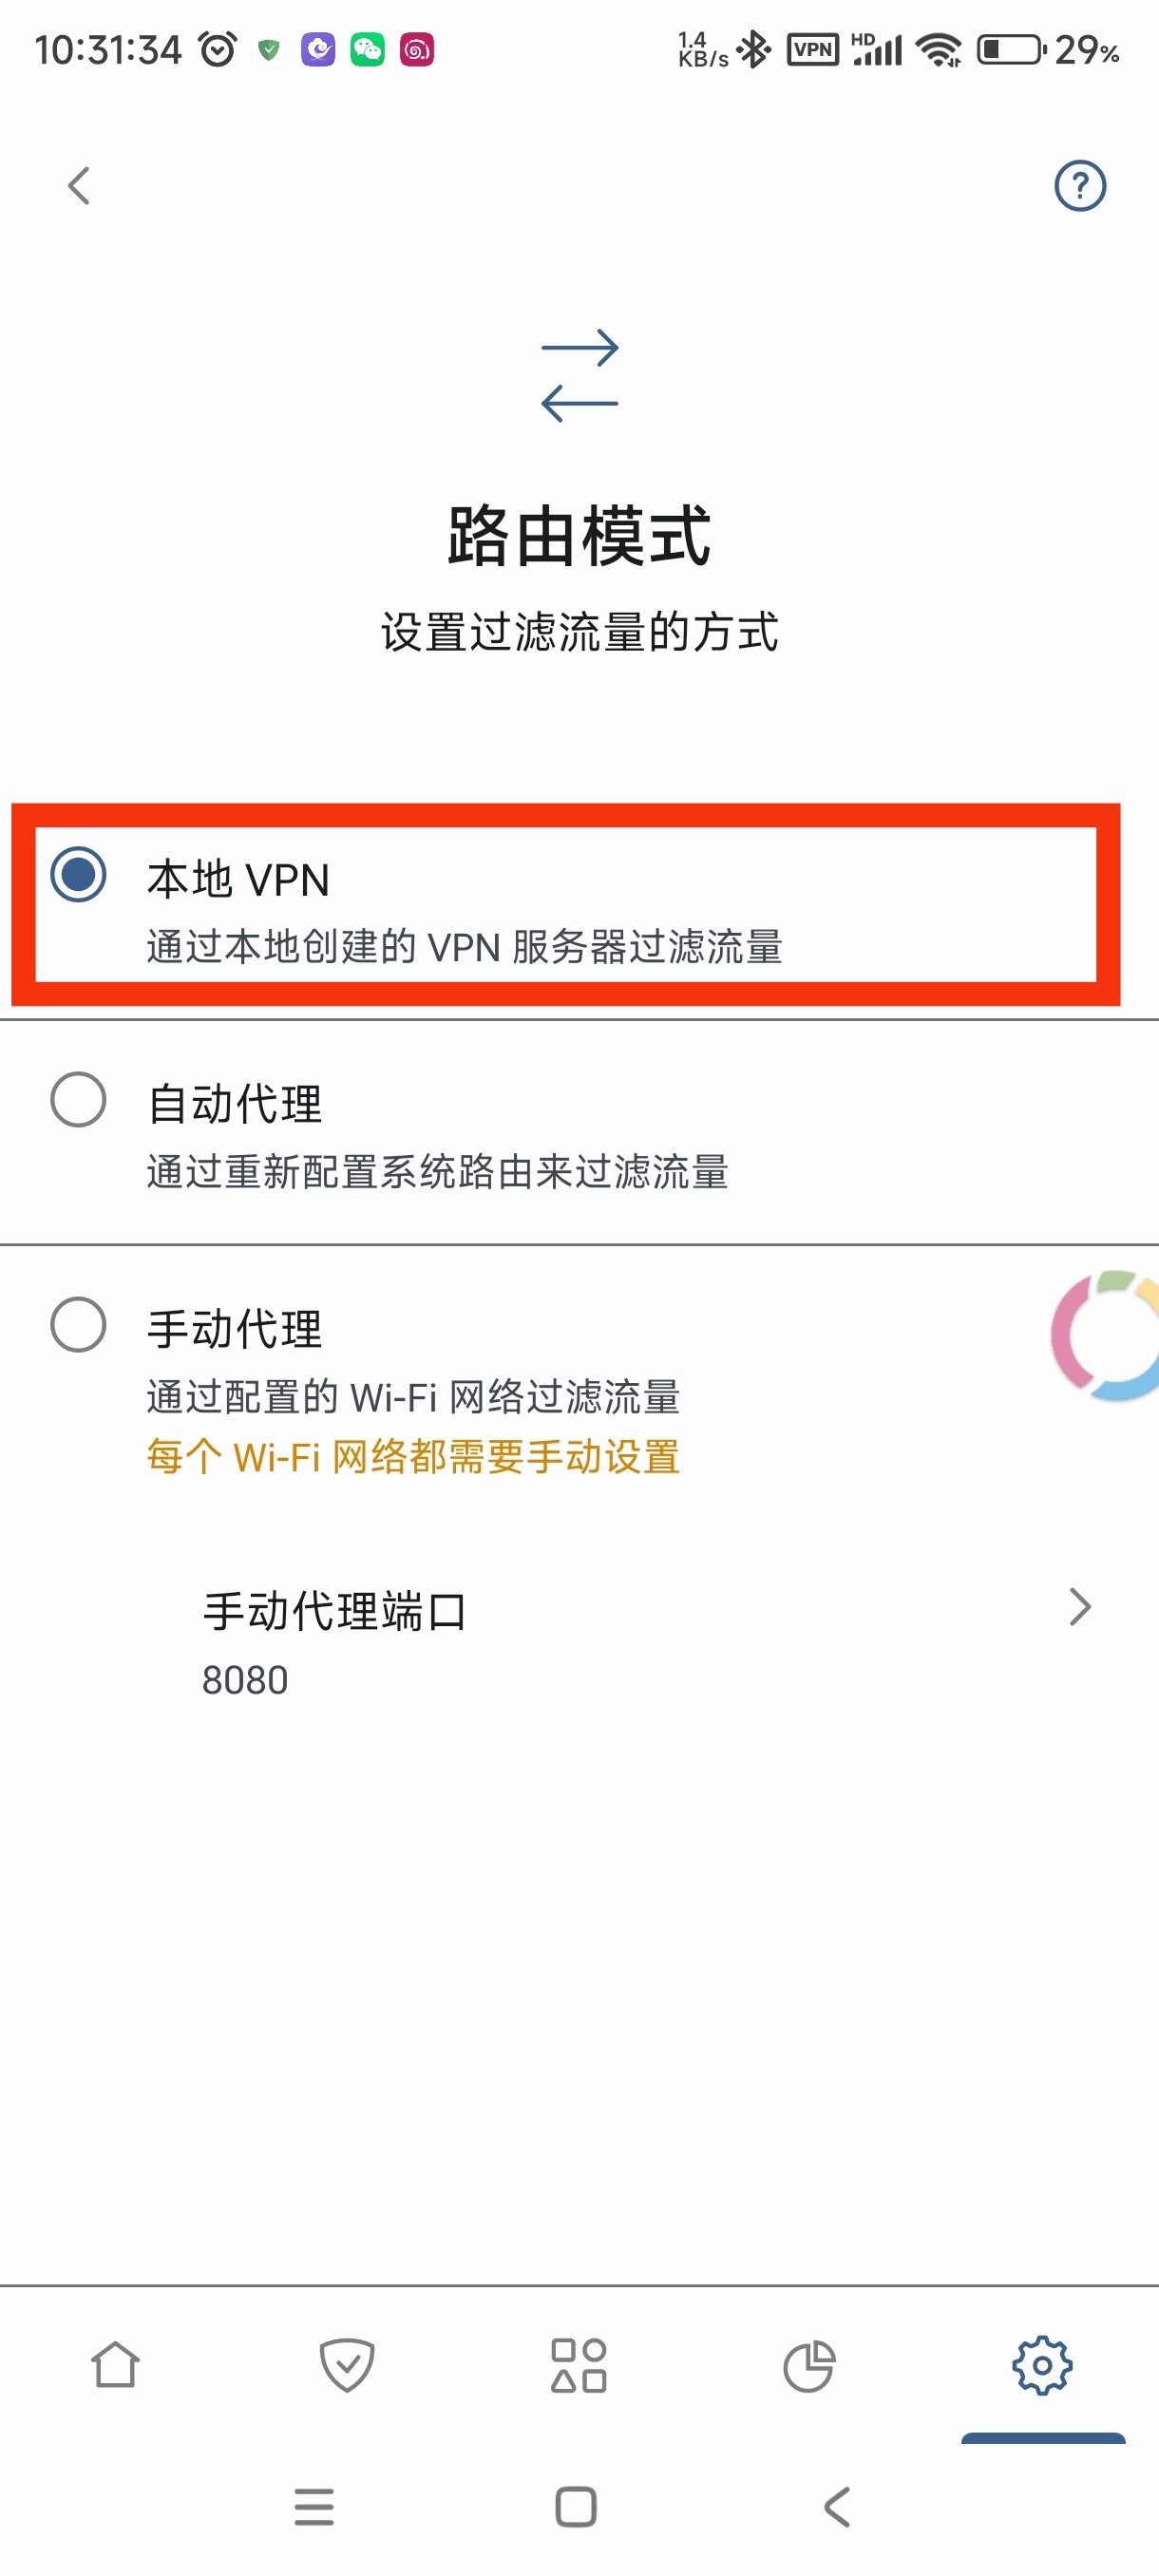 10:31:34
1.4
KB/s
VPN
HD
29%
?
路由模式
设置过滤流量的方式
本地 VPN
通过本地创建的 VPN 服务器过滤流量
自动代理
通过重新配置系统路由来过滤流量
手动代理
通过配置的 Wi-Fi 网络过滤流量
每个 Wi-Fi 网络都需要手动设置
手动代理端口
8080